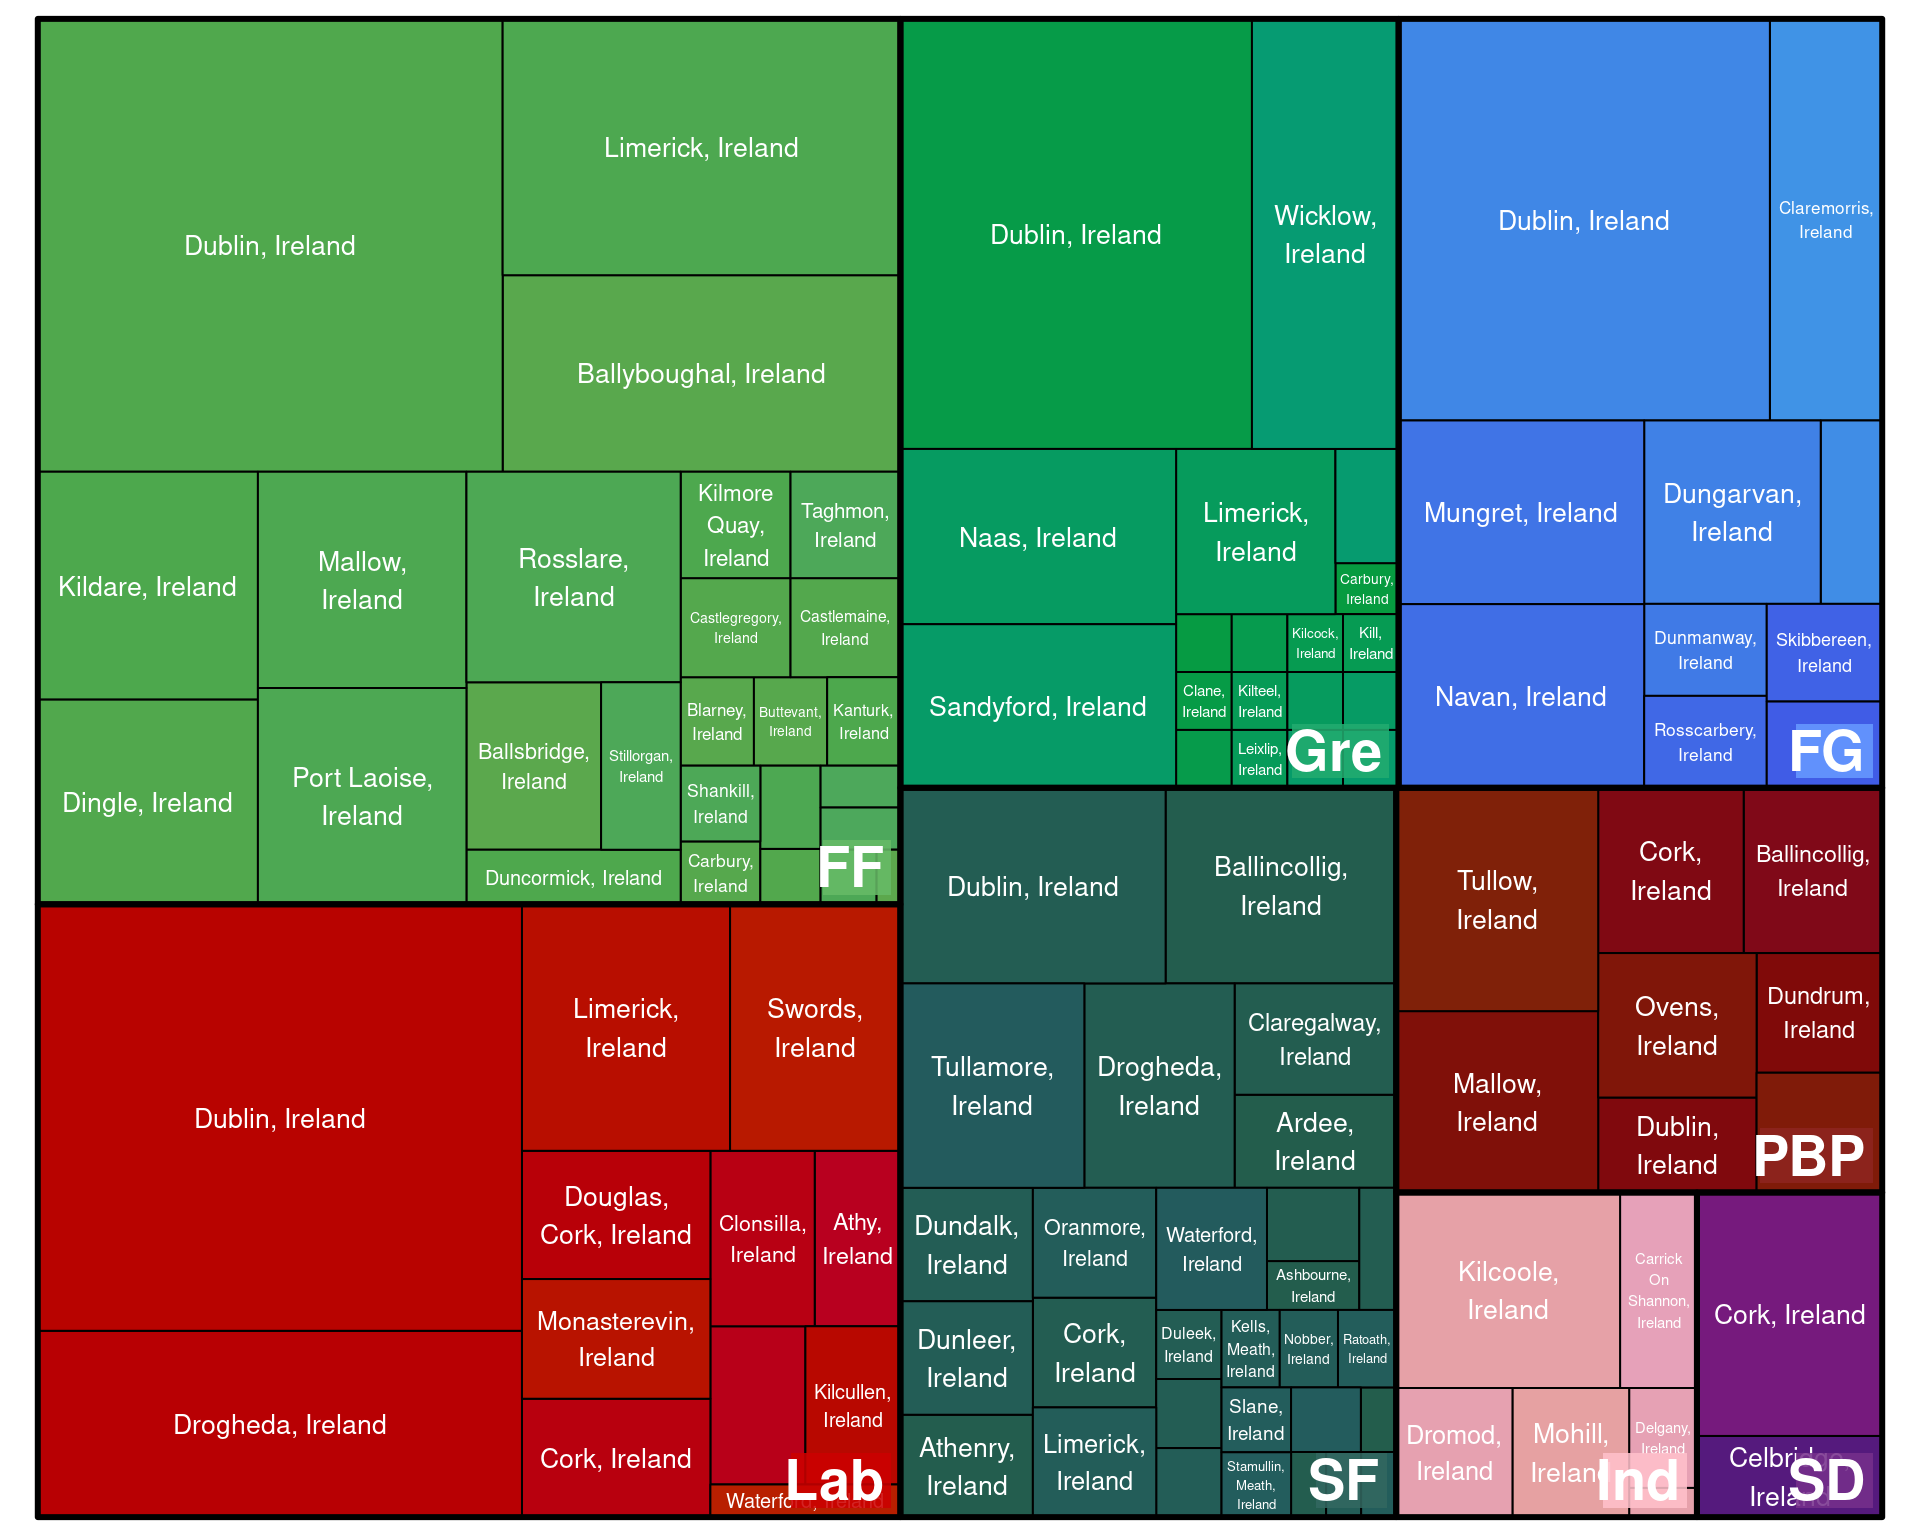 Dublin, Ireland
Limerick, Ireland
Ballyboughal, Ireland
Kildare, Ireland
Mallow,
Ireland
Rosslare,
Ireland
Kilmore
Quay,
Ireland
Taghmon,
Ireland
Castlegregory,
Ireland
Castlemaine,
Ireland
Dingle, Ireland
Port Laoise,
Ireland
Ballsbridge,
Ireland
Stillorgan,
Ireland
Blarney,
Ireland
Buttevant,
Ireland
Kanturk,
Ireland
Shankill,
Ireland
Duncormick, Ireland
Carbury,
Ireland
FF
Dublin, Ireland
Wicklow,
Ireland
Naas, Ireland
Limerick,
Ireland
Carbury,
Ireland
Sandyford, Ireland
Kilcock,
Ireland
Kill,
Ireland
Clane,
Ireland
Kilteel,
Ireland
Leixlip,
Ireland
Gre
Dublin, Ireland
Claremorris,
Ireland
Mungret, Ireland
Dungarvan,
Ireland
Navan, Ireland
Dunmanway,
Ireland
Skibbereen,
Ireland
Rosscarbery,
Ireland
FG
Dublin, Ireland
Limerick,
Ireland
Swords,
Ireland
Douglas,
Cork, Ireland
Clonsilla,
Ireland
Athy,
Ireland
Monasterevin,
Ireland
Drogheda, Ireland
Kilcullen,
Ireland
Cork, Ireland
Waterford, Ireland
Lab
Dublin, Ireland
Ballincollig,
Ireland
Tullamore,
Ireland
Drogheda,
Ireland
Claregalway,
Ireland
Ardee,
Ireland
Dundalk,
Ireland
Oranmore,
Ireland
Waterford,
Ireland
Ashbourne,
Ireland
Dunleer,
Ireland
Cork,
Ireland
Duleek,
Ireland
Kells,
Meath,
Ireland
Nobber,
Ireland
Ratoath,
Ireland
Athenry,
Ireland
Limerick,
Ireland
Slane,
Ireland
Stamullin,
Meath,
Ireland
SF
Tullow,
Ireland
Cork,
Ireland
Ballincollig,
Ireland
Ovens,
Ireland
Dundrum,
Ireland
Mallow,
Ireland
Dublin,
Ireland
PBP
Kilcoole,
Ireland
Carrick
On
Shannon,
Ireland
Dromod,
Ireland
Mohill,
Ireland
Delgany,
Ireland
Ind
Cork, Ireland
Celbridge,
Ireland
SD